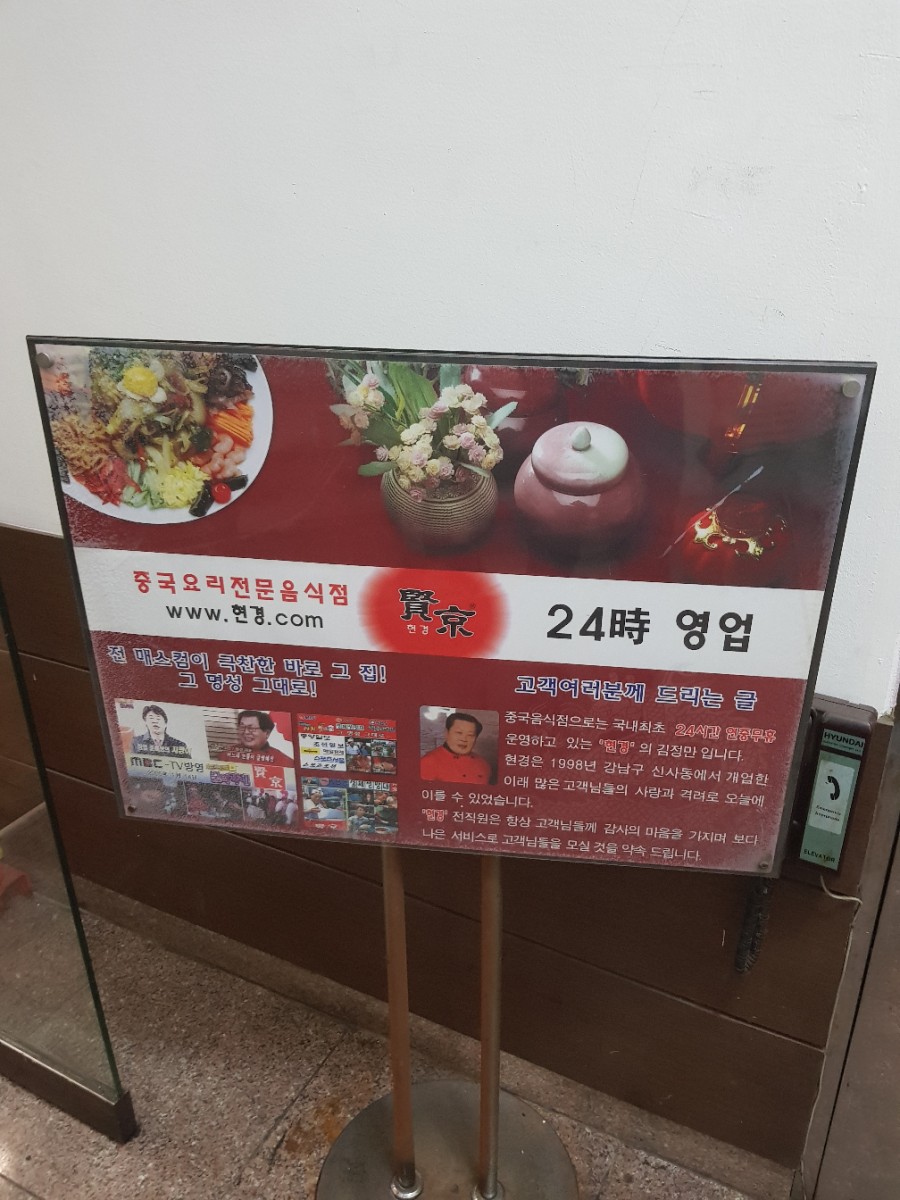 중국요리전문음식점
www.현경.com
賢京
현경
24時 영업
전 매스컴이 극찬한 바로 그 집!
그 명성 그대로!
MBC-TV방영
賢京
고객여러분께 드리는 글
중국음식점으로는 국내최초 24시간 연중무휴
운영하고 있는 "현경" 의 김정만 입니다.
현경은 1998년 강남구 신사동에서 개업한
이래 많은 고객님들의 사랑과 격려로 오늘에
이를 수 있었습니다.
"현경" 전직원은 항상 고객님들께 감사의 마음을 가지며 보다
나은 서비스로 고객님들을 모실 것을 약속 드립니다.
HYUNDAI
ELEVATOR